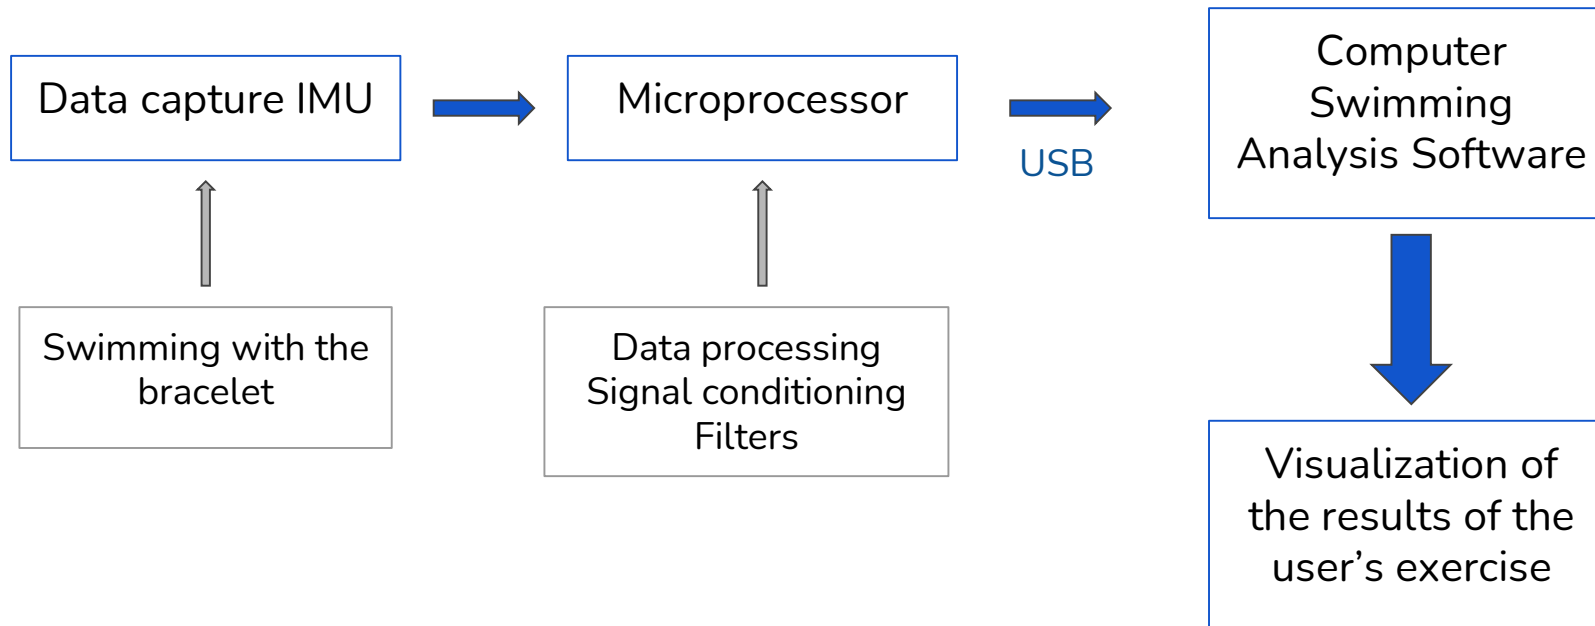 Data capture IMU
Microprocessor
USB
Computer
Swimming
Analysis Software
Swimming with the
bracelet
Data processing
Signal conditioning
Filters
Visualization of
the results of the
user’s exercise